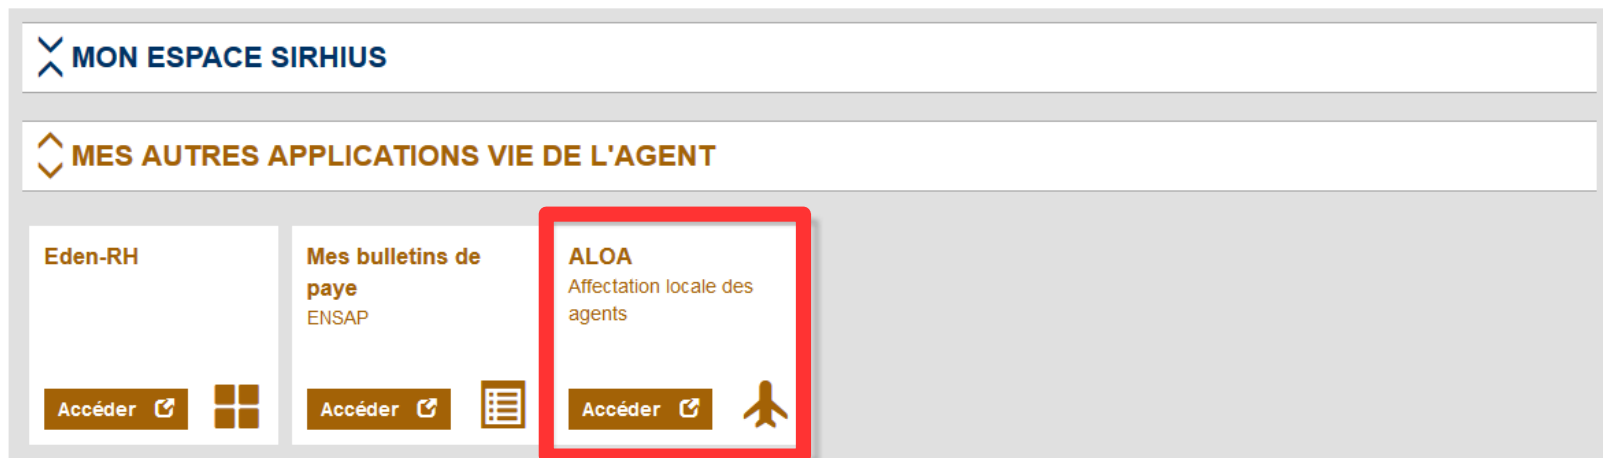 MON ESPACE SIRHIUS
MES AUTRES APPLICATIONS VIE DE L'AGENT
Eden-RH
Accéder
Mes bulletins de
paye
ENSAP
Accéder
ALOA
Affectation locale des
agents
Accéder